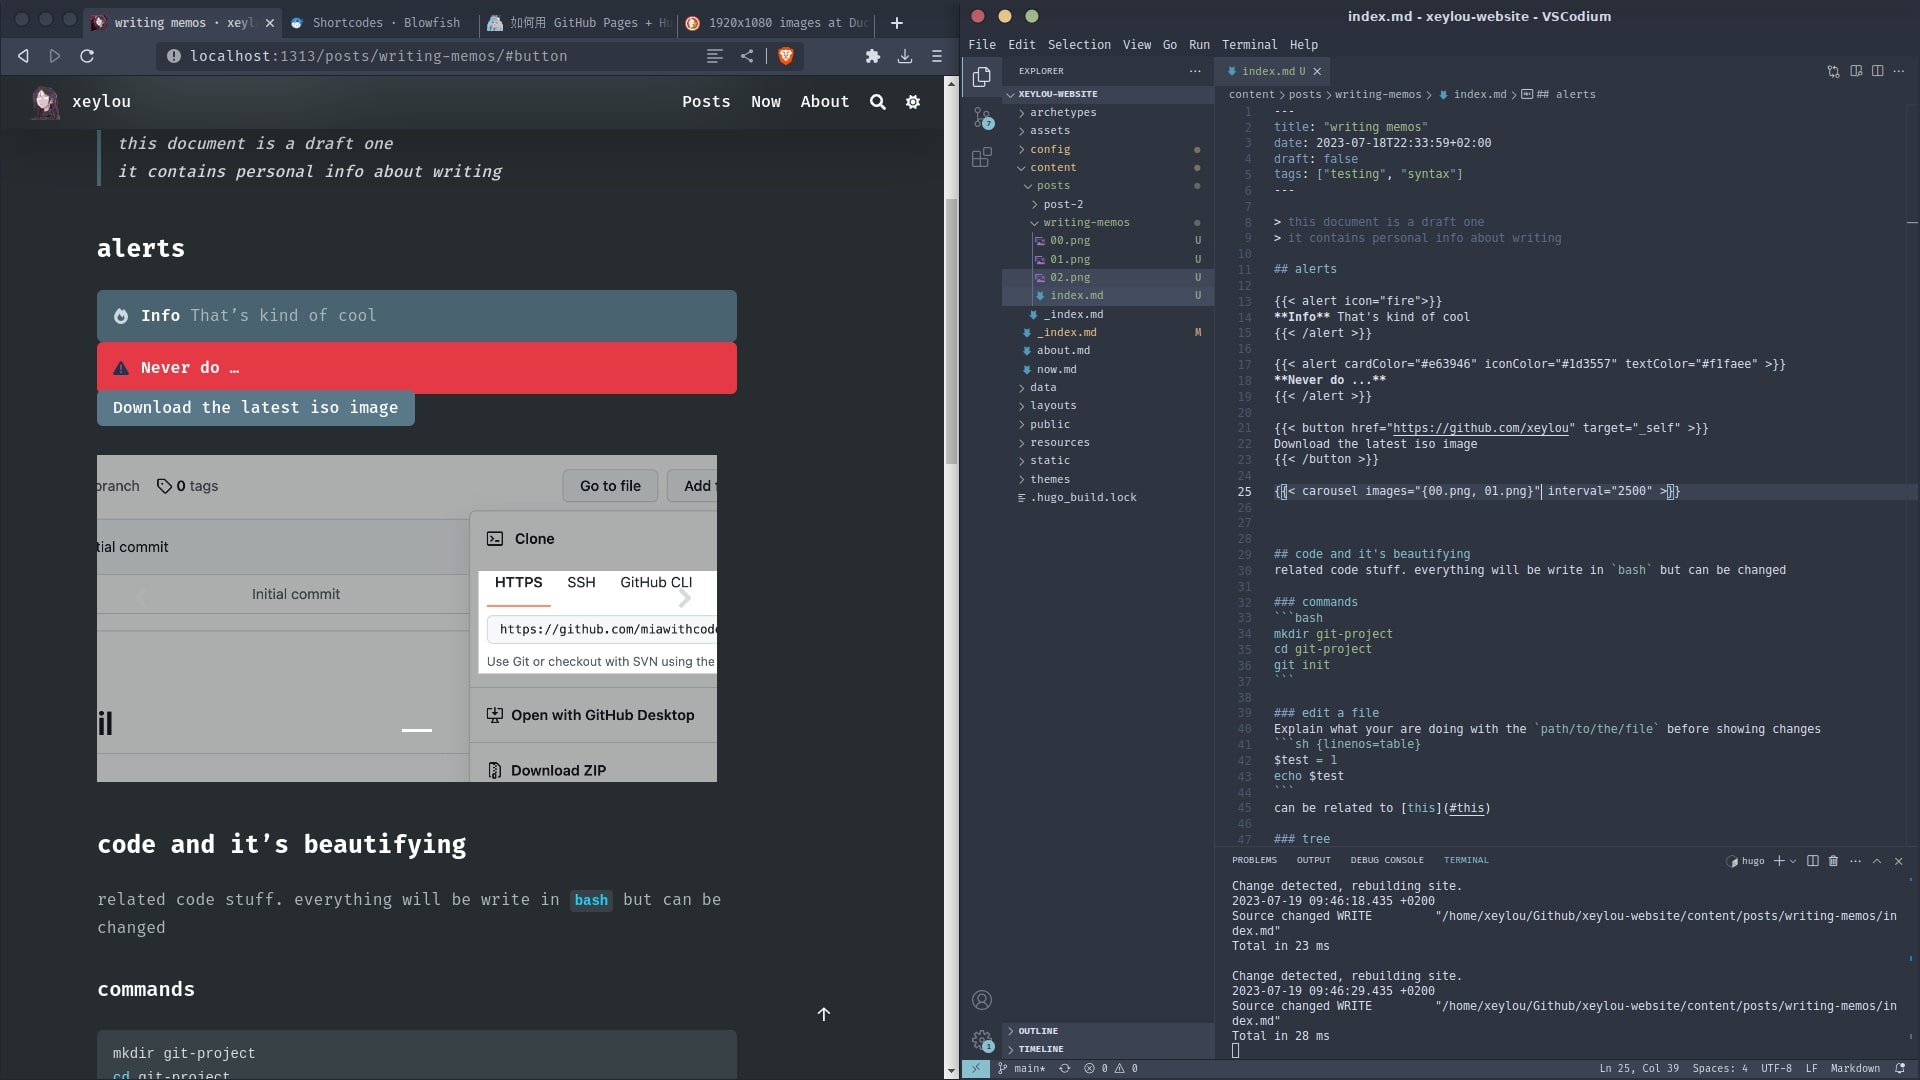 writing memos · xeyl
Shortcodes · Blowfish
如何用 GitHub Pages + Hu
1920x1080 images at Duc
localhost:1313/posts/writing-memos/#button
xeylou
Posts
Now
About
this document is a draft one
it contains personal info about writing
alerts
Info That’s kind of cool
Never do …
Download the latest iso image
branch
0 tags
Go to file
Add f
tial commit
Clone
HTTPS
SSH
GitHub CLI
Initial commit
https://github.com/miawithcode
Use Git or checkout with SVN using the
il
Open with GitHub Desktop
Download ZIP
code and it’s beautifying
related code stuff. everything will be write in bash but can be
changed
commands
mkdir git-project
cd git-project
index.md - xeylou-website - VSCodium
File Edit Selection View Go Run Terminal Help
EXPLORER
XEYLOU-WEBSITE
archetypes
assets
config
content
posts
post-2
writing-memos
00.png U
01.png U
02.png U
index.md U
_index.md
_index.md M
about.md
now.md
data
layouts
public
resources
static
themes
.hugo_build.lock
OUTLINE
TIMELINE
7
1
index.md U
content > posts > writing-memos > index.md > ## alerts
1 ---
2 title: "writing memos"
3 date: 2023-07-18T22:33:59+02:00
4 draft: false
5 tags: ["testing", "syntax"]
6 ---
7
8 > this document is a draft one
9 > it contains personal info about writing
10
11 ## alerts
12
13 {{< alert icon="fire">}}
14 **Info** That's kind of cool
15 {{< /alert >}}
16
17 {{< alert cardColor="#e63946" iconColor="#1d3557" textColor="#f1faee" >}}
18 **Never do ...**
19 {{< /alert >}}
20
21 {{< button href="https://github.com/xeylou" target="_self" >}}
22 Download the latest iso image
23 {{< /button >}}
24
25 {{< carousel images="{00.png, 01.png}" interval="2500" >}}
26
27
28
29 ## code and it's beautifying
30 related code stuff. everything will be write in `bash` but can be changed
31
32 ### commands
33 ```bash
34 mkdir git-project
35 cd git-project
36 git init
37 ```
38
39 ### edit a file
40 Explain what your are doing with the `path/to/the/file` before showing changes
41 ```sh {linenos=table}
42 $test = 1
43 echo $test
44 ```
45 can be related to [this](#this)
46
47 ### tree
PROBLEMS OUTPUT DEBUG CONSOLE TERMINAL
hugo
Change detected, rebuilding site.
2023-07-19 09:46:18.435 +0200
Source changed WRITE "/home/xeylou/Github/xeylou-website/content/posts/writing-memos/in
dex.md"
Total in 23 ms
Change detected, rebuilding site.
2023-07-19 09:46:29.435 +0200
Source changed WRITE "/home/xeylou/Github/xeylou-website/content/posts/writing-memos/in
dex.md"
Total in 28 ms
main*
0
0
Ln 25, Col 39
Spaces: 4
UTF-8
LF
Markdown